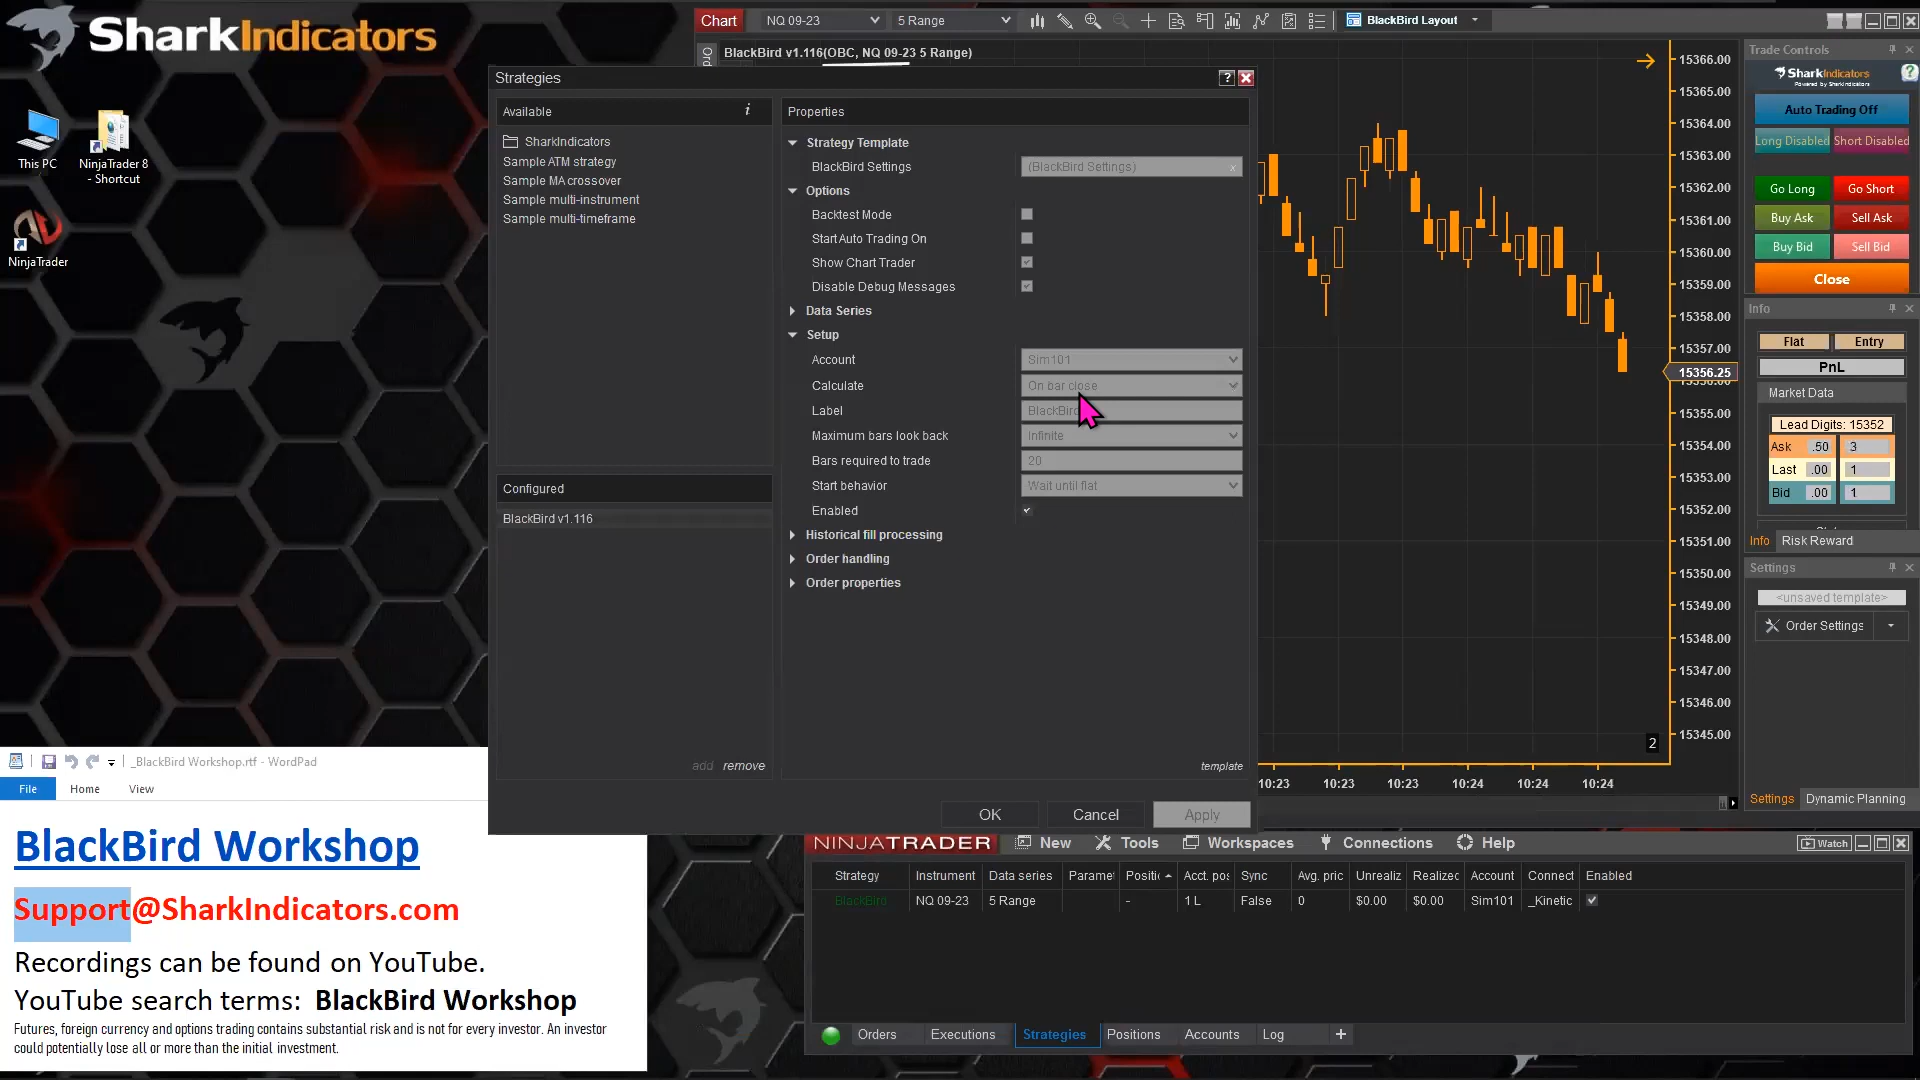 SharkIndicators
This PC
NinjaTrader 8
- Shortcut
NinjaTrader
Chart
NQ 09-23
5 Range
BlackBird Layout
BlackBird v1.116(OBC, NQ 09-23 5 Range)
Strategies
?
Available
i
SharkIndicators
Sample ATM strategy
Sample MA crossover
Sample multi-instrument
Sample multi-timeframe
Configured
BlackBird v1.116
add remove
Properties
Strategy Template
BlackBird Settings (BlackBird Settings)
Options
Backtest Mode
Start Auto Trading On
Show Chart Trader
Disable Debug Messages
Data Series
Setup
Account Sim101
Calculate On bar close
Label
Maximum bars look back Infinite
Bars required to trade 20
Start behavior Wait until flat
Enabled
Historical fill processing
Order handling
Order properties
template
OK Cancel Apply
15366.00
15365.00
15364.00
15363.00
15362.00
15361.00
15360.00
15359.00
15358.00
15357.00
15356.25
15355.00
15354.00
15353.00
15352.00
15351.00
15350.00
15349.00
15348.00
15347.00
15346.00
15345.00
2
10:23 10:23 10:23 10:24 10:24 10:24
Trade Controls
SharkIndicators
Powered by SharkIndicators
?
Auto Trading Off
Long Disabled Short Disabled
Go Long Go Short
Buy Ask Sell Ask
Buy Bid Sell Bid
Close
Info
Flat Entry
PnL
Market Data
Lead Digits: 15352
Ask .50 3
Last .00 1
Bid .00 1
Info Risk Reward
Settings
<unsaved template>
Order Settings
Settings Dynamic Planning
_BlackBird Workshop.rtf - WordPad
File Home View
BlackBird Workshop
Support@SharkIndicators.com
Recordings can be found on YouTube.
YouTube search terms: BlackBird Workshop
Futures, foreign currency and options trading contains substantial risk and is not for every investor. An investor
could potentially lose all or more than the initial investment.
NINJATRADER New Tools Workspaces Connections Help Watch
Strategy Instrument Data series Paramet Positic Acct. pos Sync Avg. pric Unrealiz Realizec Account Connect Enabled
BlackBird NQ 09-23 5 Range - 1 L False 0 $0.00 $0.00 Sim101 _Kinetic
Orders Executions Strategies Positions Accounts Log +